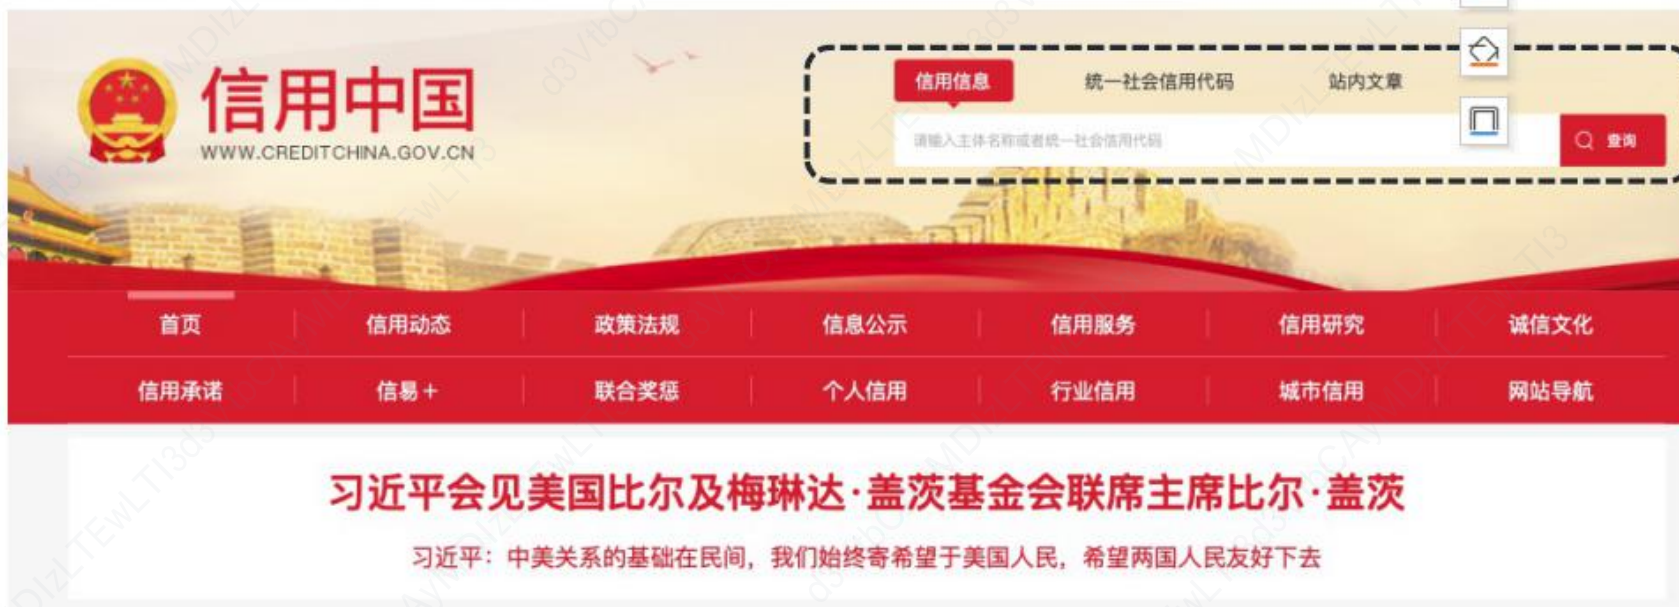 信用中国
WWW.CREDITCHINA.GOV.CN
信用信息 统一社会信用代码 站内文章
请输入主体名称或者统一社会信用代码 查询
首页 信用动态 政策法规 信息公示 信用服务 信用研究 诚信文化
信用承诺 信易+ 联合奖惩 个人信用 行业信用 城市信用 网站导航
习近平会见美国比尔及梅琳达·盖茨基金会联席主席比尔·盖茨
习近平：中美关系的基础在民间，我们始终寄希望于美国人民，希望两国人民友好下去